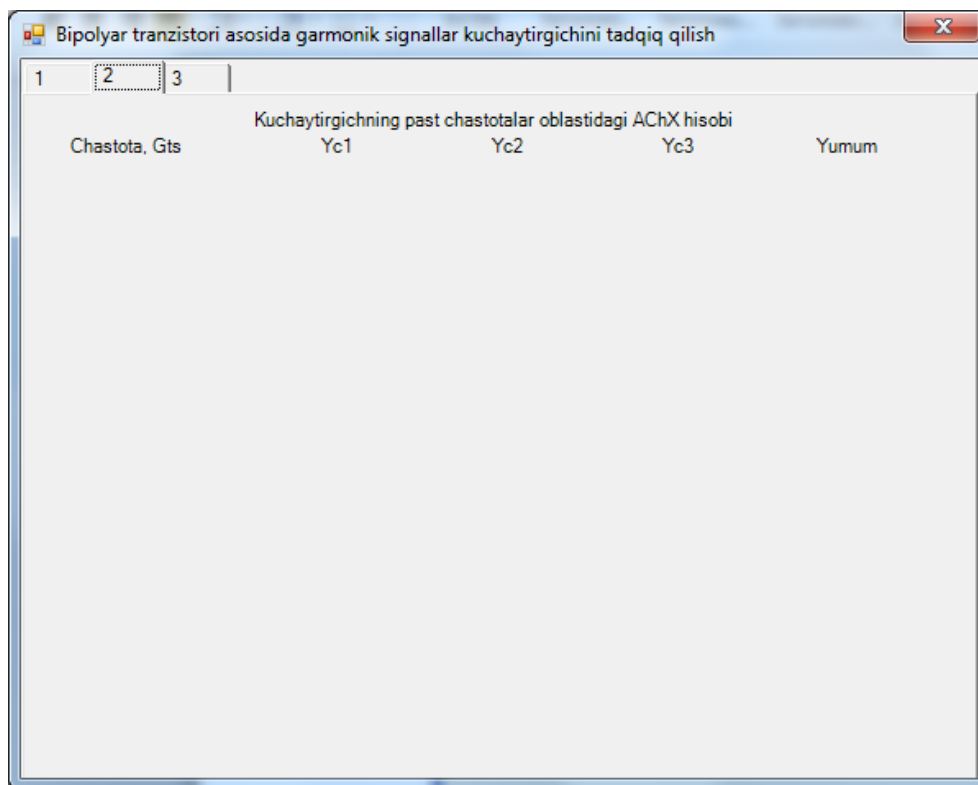 Bipolyar tranzistori asosida garmonik signallar kuchaytirgichini tadqiq qilish
1 2 3
Kuchaytirgichning past chastotalar oblastidagi AChX hisobi
Chastota, Gts Yc1 Yc2 Yc3 Yumum